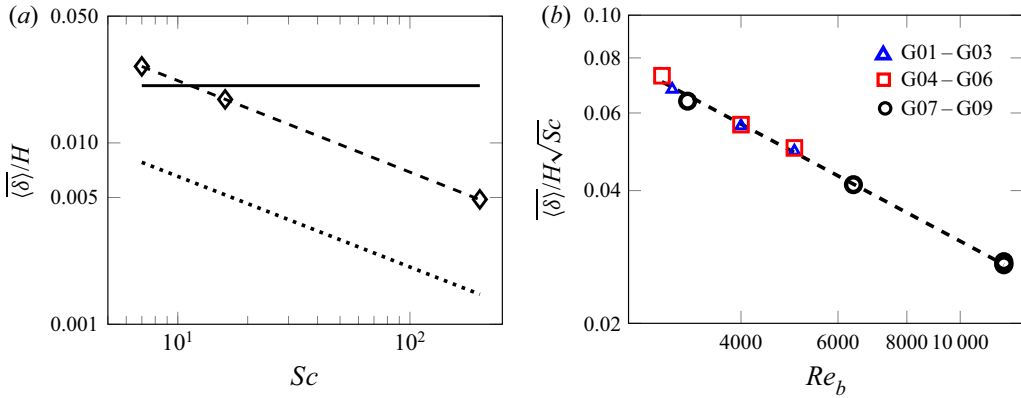 (a)
0.050
0.010
0.005
0.001
10¹
10²
Sc
⟨δ⟩/H
(b)
0.10
0.08
0.06
0.04
0.02
4000
6000
8000
10 000
Re_b
⟨δ⟩/H√Sc
G01 – G03
G04 – G06
G07 – G09